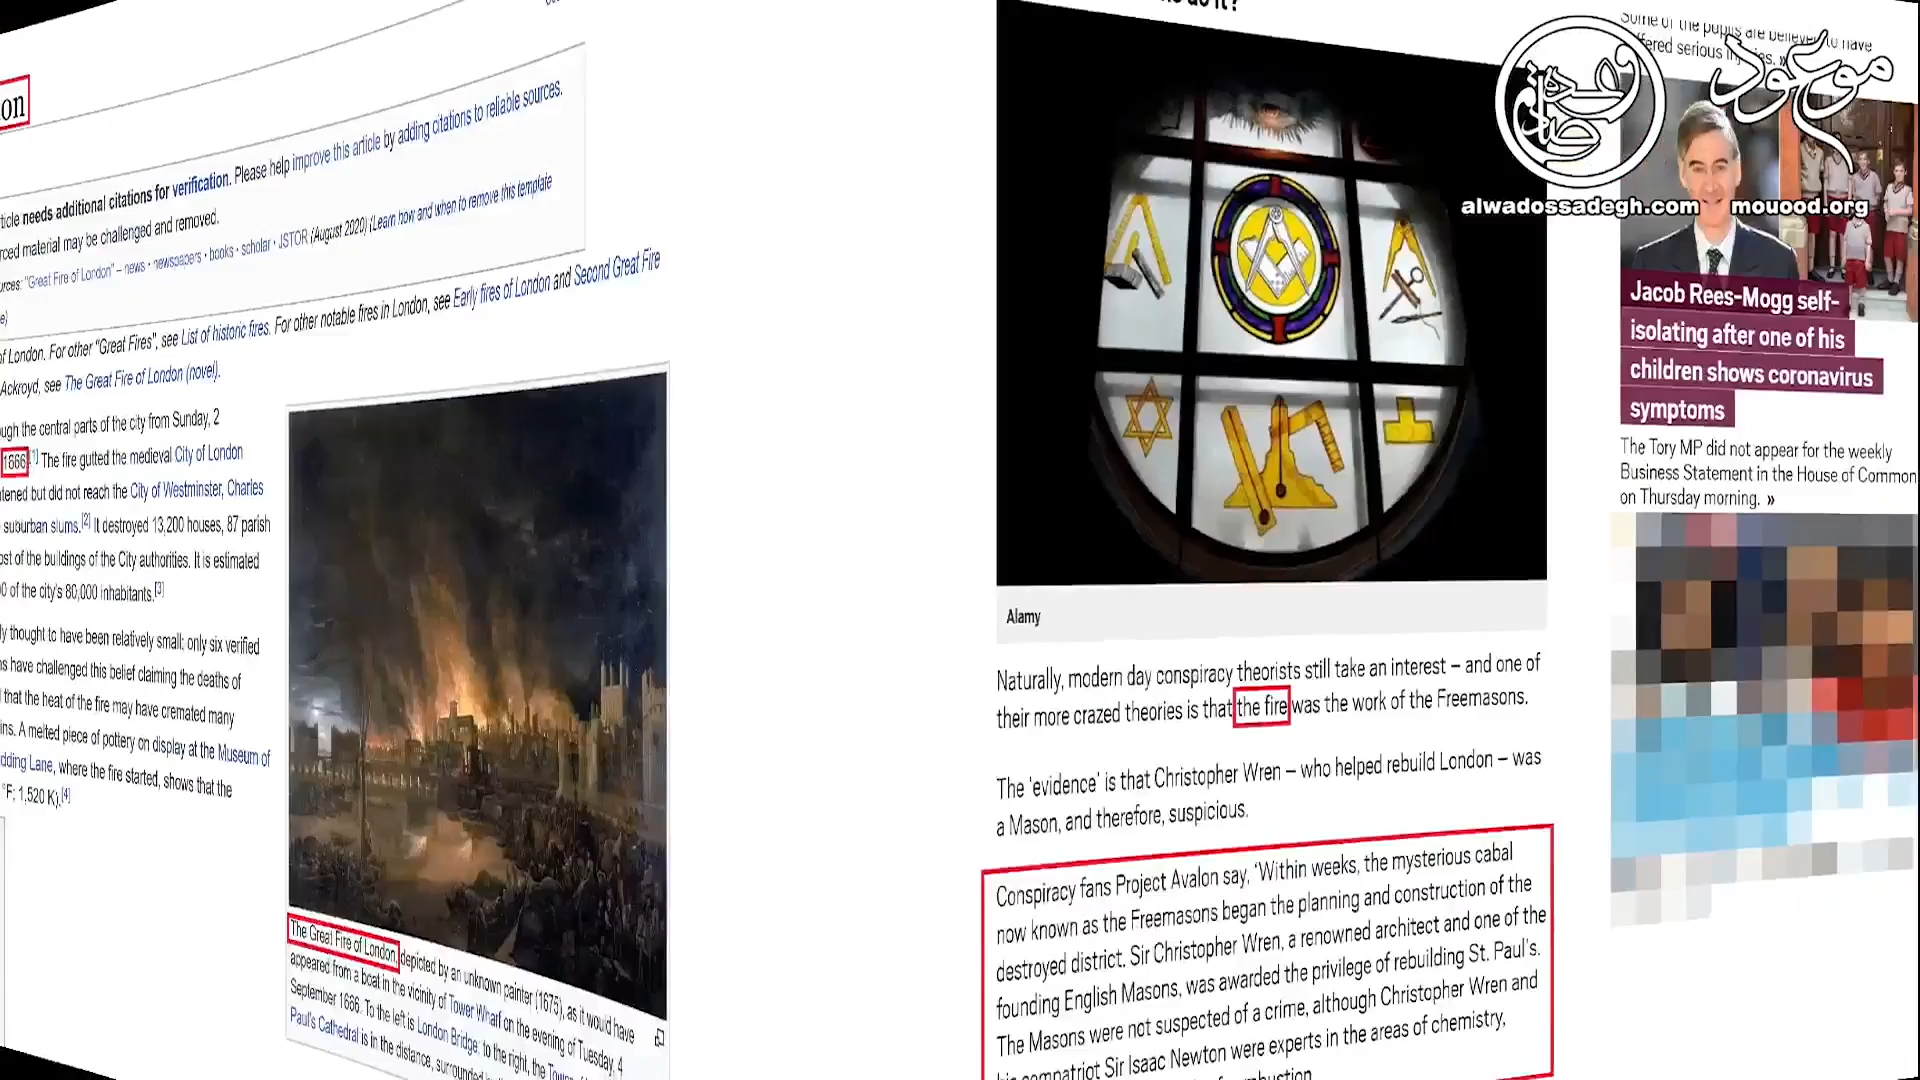 on
ticle needs additional citations for verification. Please help improve this article by adding citations to reliable sources.
rced material may be challenged and removed.
urces: "Great Fire of London" – news · newspapers · books · scholar · JSTOR (August 2020) (Learn how and when to remove this template
e)
of London. For other "Great Fires", see List of historic fires. For other notable fires in London, see Early fires of London and Second Great Fire
Ackroyd, see The Great Fire of London (novel).
ough the central parts of the city from Sunday, 2
1666[1] The fire gutted the medieval City of London
tened but did not reach the City of Westminster, Charles
suburban slums.[2] It destroyed 13,200 houses, 87 parish
ost of the buildings of the City authorities. It is estimated
0 of the city's 80,000 inhabitants.[3]
ly thought to have been relatively small; only six verified
ns have challenged this belief claiming the deaths of
that the heat of the fire may have cremated many
ins. A melted piece of pottery on display at the Museum of
dding Lane, where the fire started, shows that the
°F; 1,520 K).[4]
The Great Fire of London, depicted by an unknown painter (1675), as it would have
appeared from a boat in the vicinity of Tower Wharf on the evening of Tuesday, 4
September 1666. To the left is London Bridge; to the right, the Tower
Paul's Cathedral is in the distance, surrounded
do it?
Alamy
Naturally, modern day conspiracy theorists still take an interest – and one of
their more crazed theories is that the fire was the work of the Freemasons.
The 'evidence' is that Christopher Wren – who helped rebuild London – was
a Mason, and therefore, suspicious.
Conspiracy fans Project Avalon say, 'Within weeks, the mysterious cabal
now known as the Freemasons began the planning and construction of the
destroyed district. Sir Christopher Wren, a renowned architect and one of the
founding English Masons, was awarded the privilege of rebuilding St. Paul's.
The Masons were not suspected of a crime, although Christopher Wren and
his compatriot Sir Isaac Newton were experts in the areas of chemistry,
Some of the pupils are believed to have
ffered serious injuries. »
موعود
وعده صادق
alwadossadegh.com
mouood.org
Jacob Rees-Mogg self-
isolating after one of his
children shows coronavirus
symptoms
The Tory MP did not appear for the weekly
Business Statement in the House of Common
on Thursday morning. »